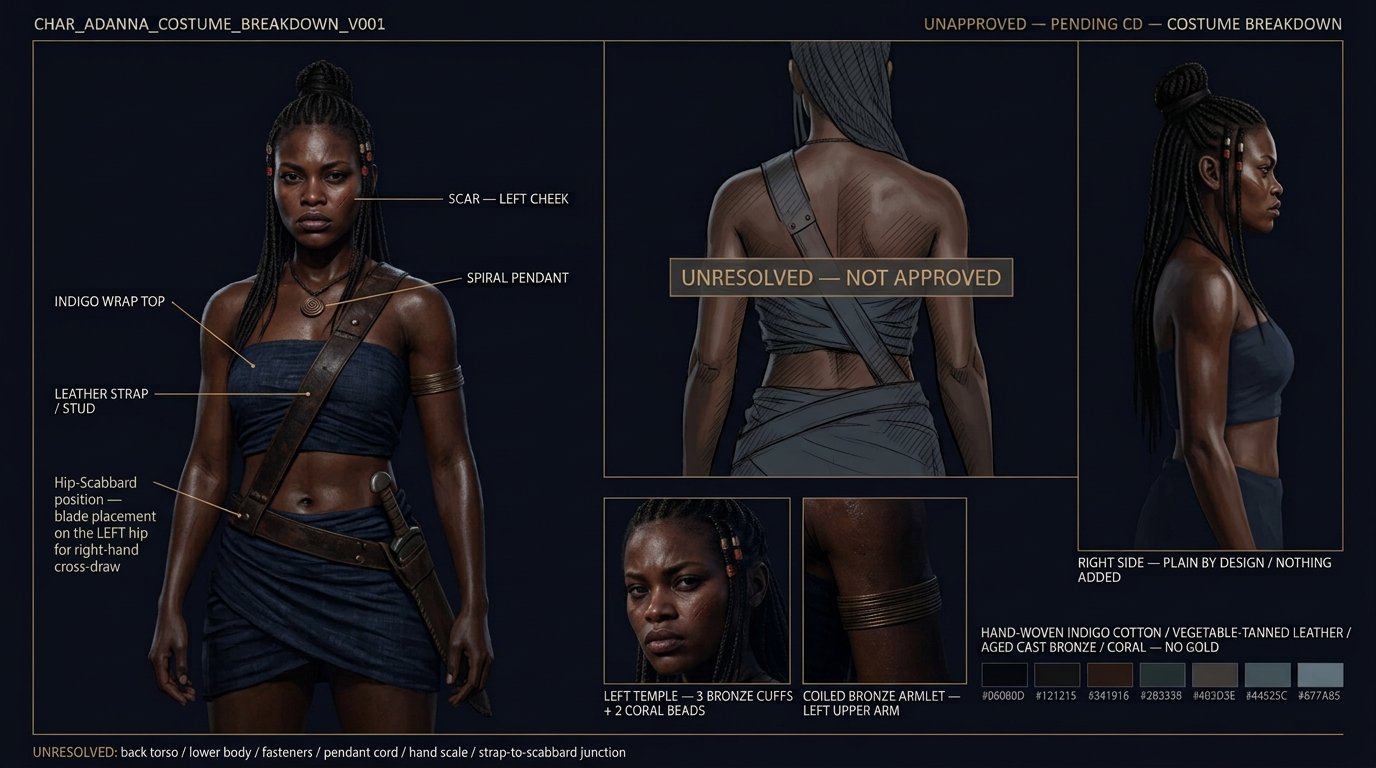 CHAR_ADANNA_COSTUME_BREAKDOWN_V001
UNAPPROVED — PENDING CD — COSTUME BREAKDOWN
SCAR — LEFT CHEEK
SPIRAL PENDANT
INDIGO WRAP TOP
LEATHER STRAP
/ STUD
Hip-Scabbard
position —
blade placement
on the LEFT hip
for right-hand
cross-draw
UNRESOLVED — NOT APPROVED
RIGHT SIDE — PLAIN BY DESIGN / NOTHING
ADDED
LEFT TEMPLE — 3 BRONZE CUFFS
+ 2 CORAL BEADS
COILED BRONZE ARMLET —
LEFT UPPER ARM
HAND-WOVEN INDIGO COTTON / VEGETABLE-TANNED LEATHER /
AGED CAST BRONZE / CORAL — NO GOLD
#06080D #121215 #341916 #283338 #403D3E #44525C #677A85
UNRESOLVED: back torso / lower body / fasteners / pendant cord / hand scale / strap-to-scabbard junction